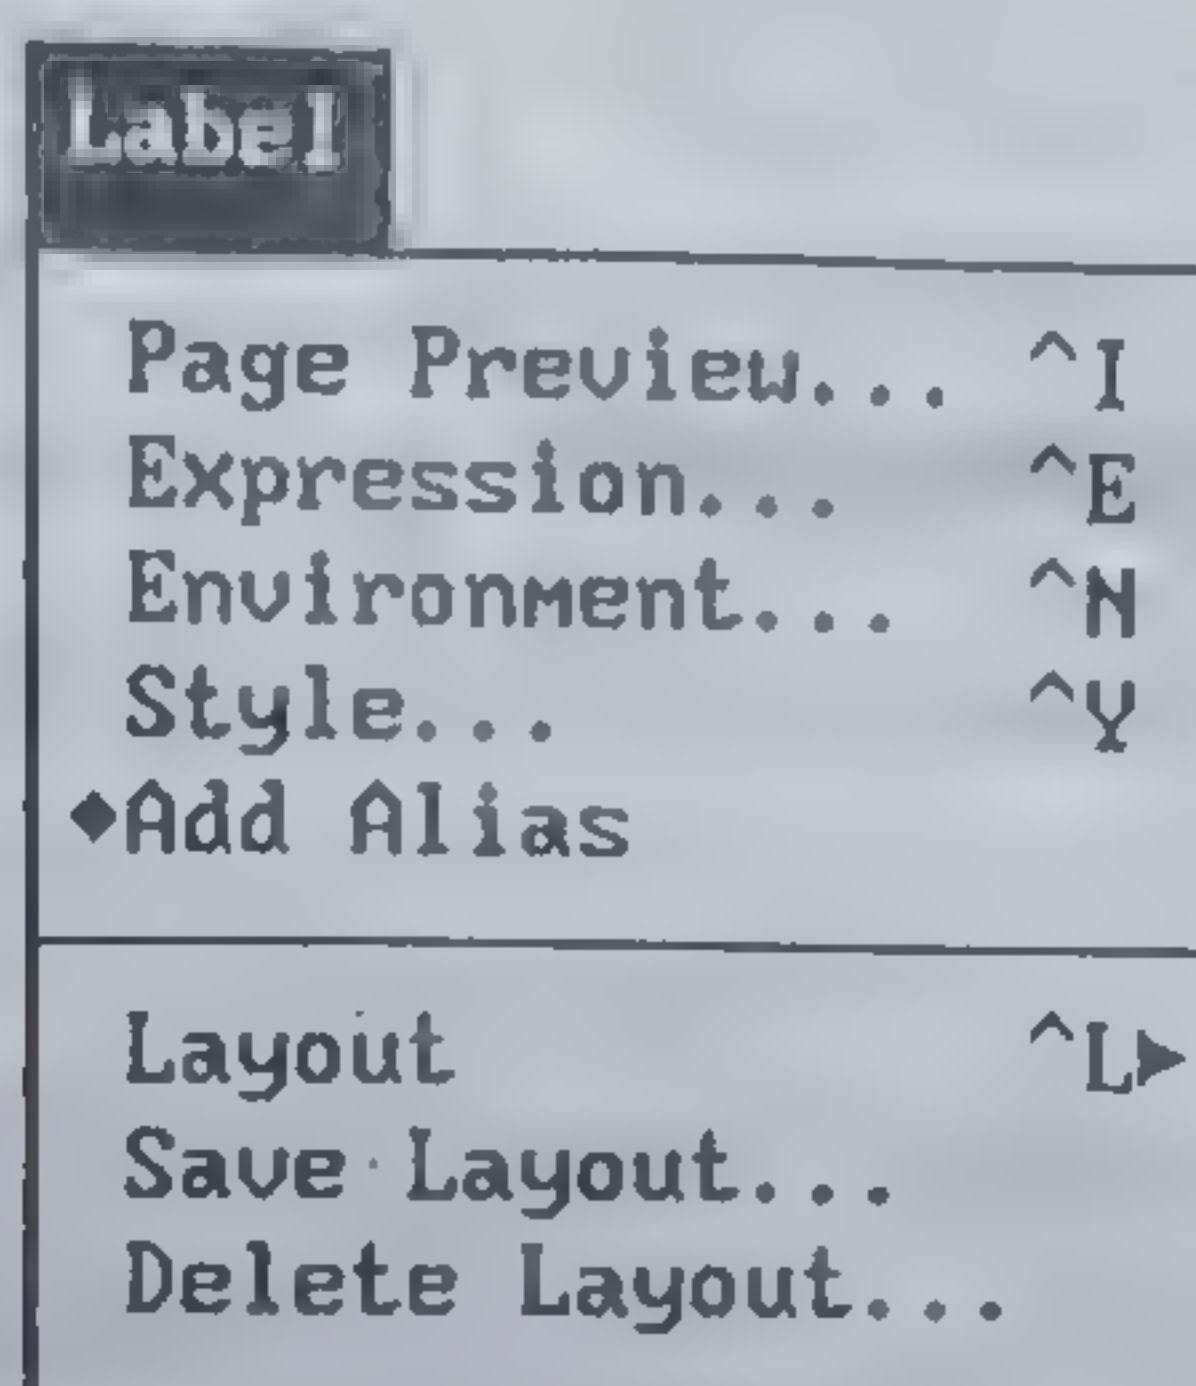 Label
Page Preview... ^I
Expression... ^E
Environment... ^N
Style... ^Y
◆Add Alias
Layout ^L►
Save Layout...
Delete Layout...